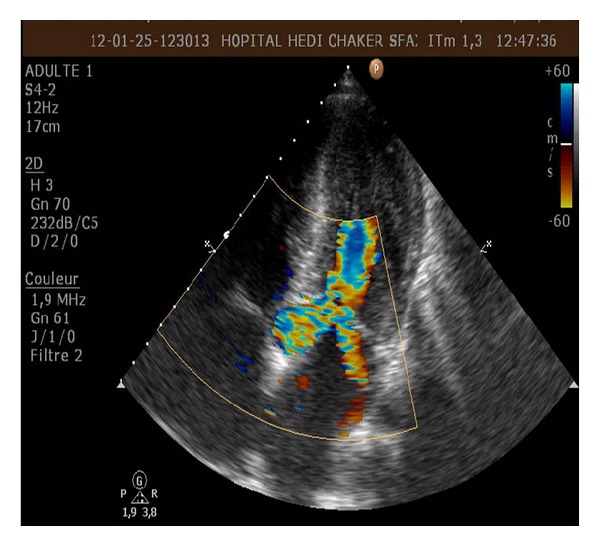 12-01-25-123013 HOPITAL HEDI CHAKER SFA: ITm 1,3 12:47:36
ADULTE 1
S4-2
12Hz
17cm
2D
H 3
Gn 70
232dB/C5
D/2/0
Couleur
1,9 MHz
Gn 61
J/1/0
Filtre 2
P
+60
c
m
/
s
-60
x
x
G
P R
1,9 3,8